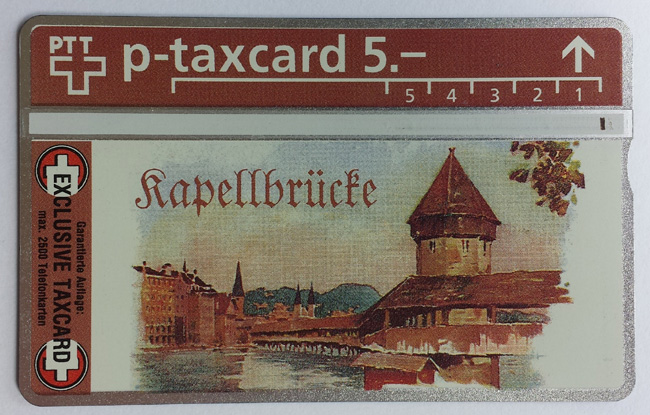 PTT
p-taxcard 5.–
5 4 3 2 1
Kapellbrücke
EXCLUSIVE TAXCARD
Garantierte Auflage:
max. 2500 Telefonkarten